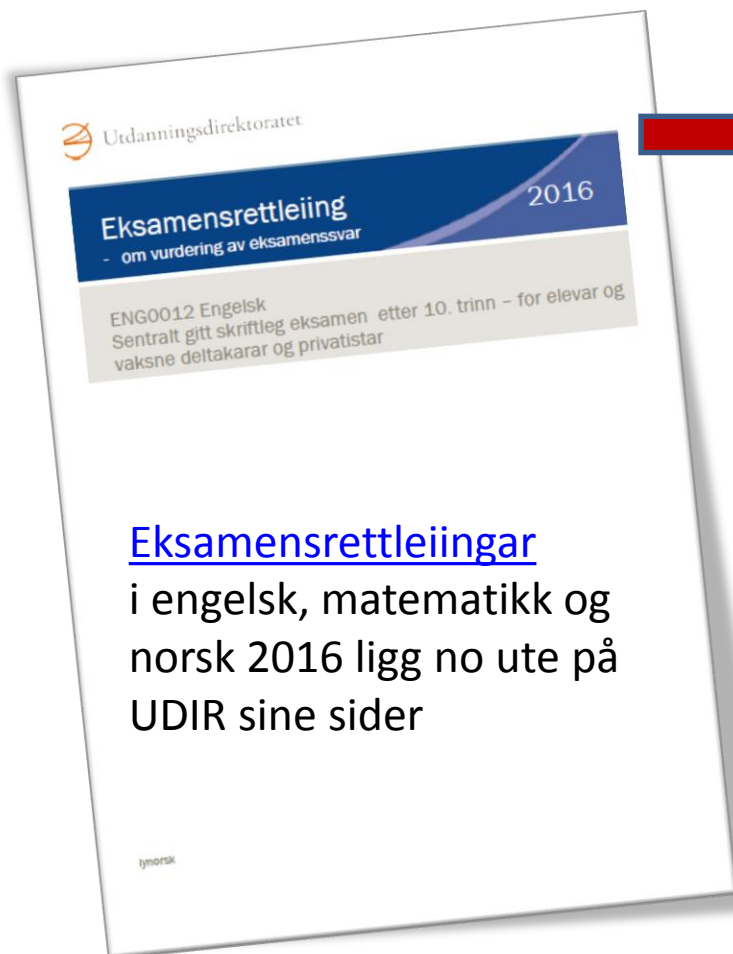 Utdanningsdirektoratet
Eksamensrettleiing
2016
- om vurdering av eksamenssvar
ENG0012 Engelsk
Sentralt gitt skriftleg eksamen etter 10. trinn – for elevar og
vaksne deltakarar og privatistar
Eksamensrettleiingar
i engelsk, matematikk og
norsk 2016 ligg no ute på
UDIR sine sider
lynorsk